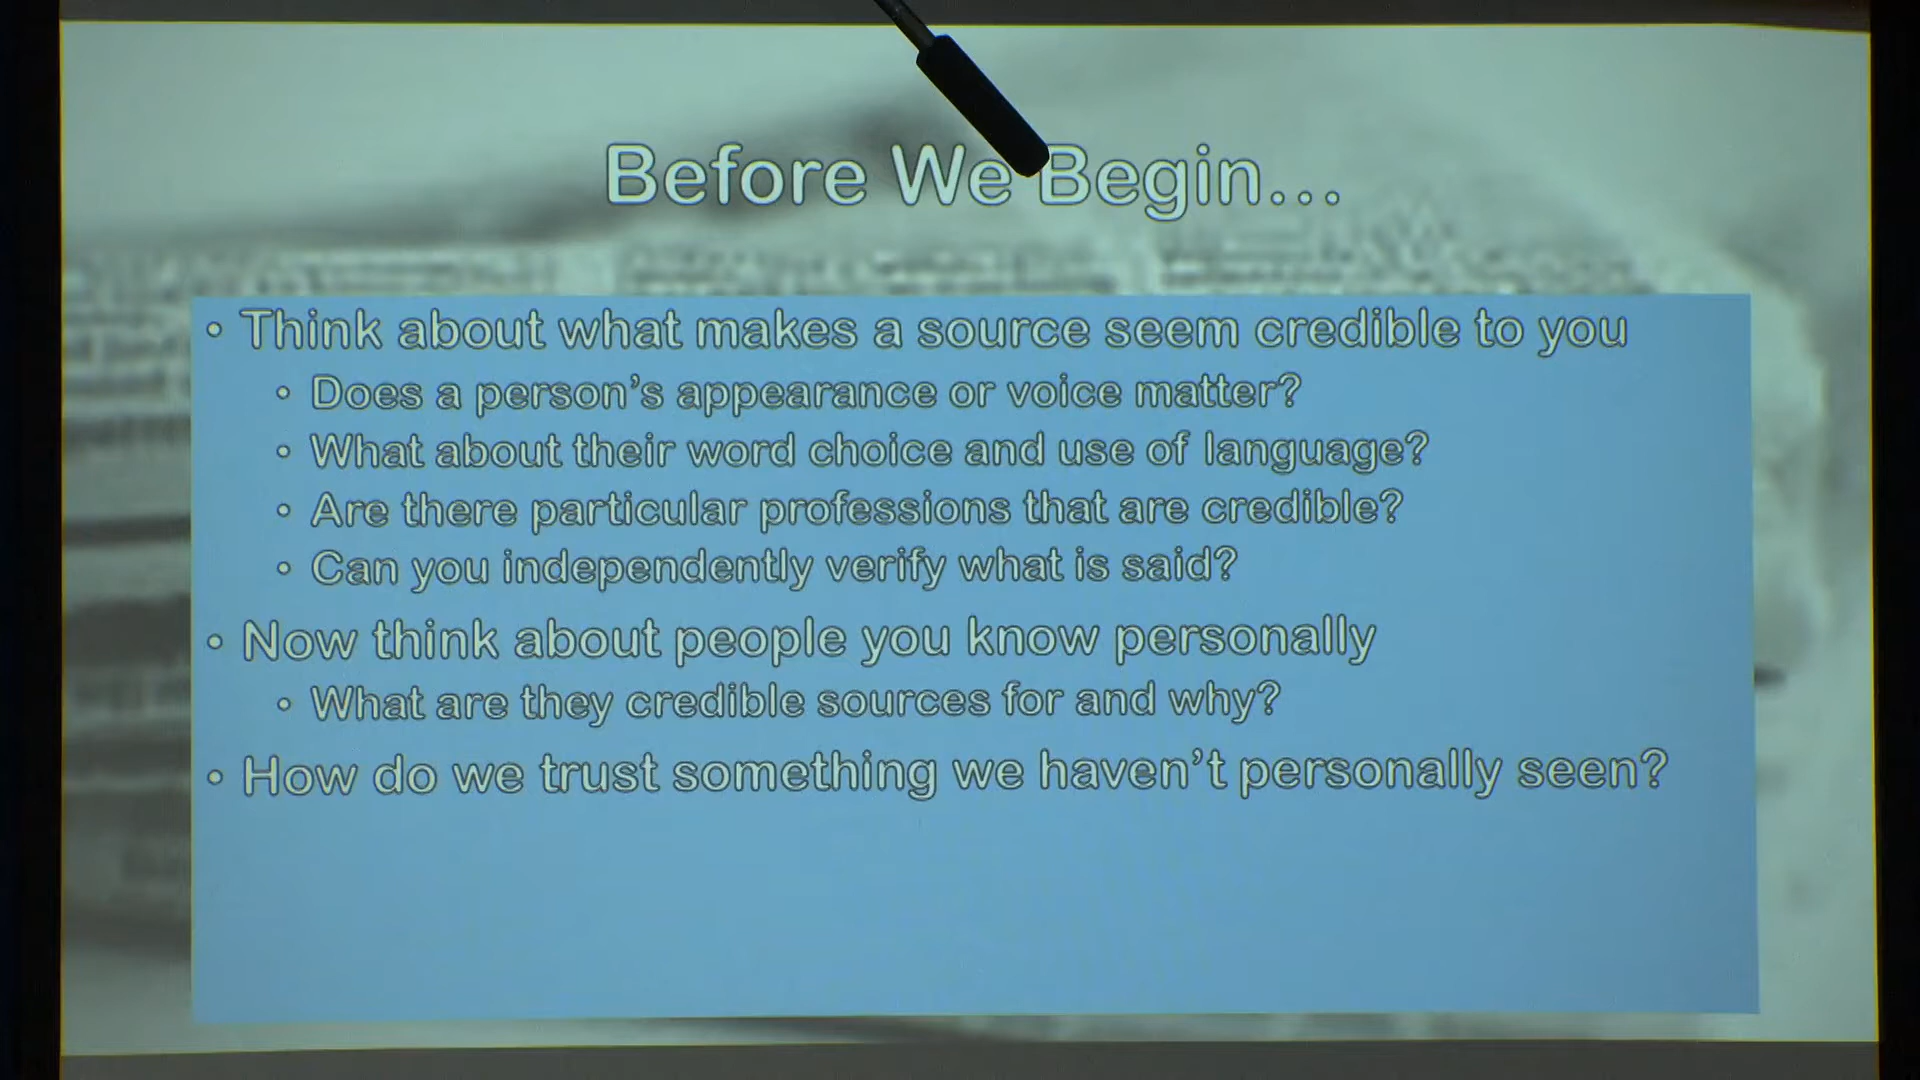 Before We Begin...
• Think about what makes a source seem credible to you
• Does a person's appearance or voice matter?
• What about their word choice and use of language?
• Are there particular professions that are credible?
• Can you independently verify what is said?
• Now think about people you know personally
• What are they credible sources for and why?
• How do we trust something we haven't personally seen?